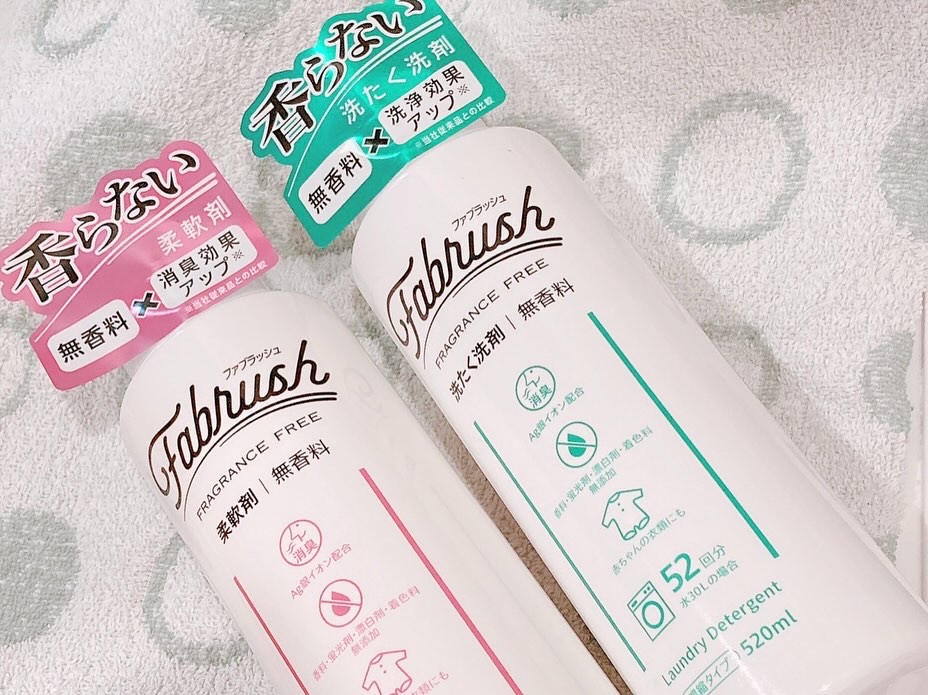 香らない
柔軟剤
無香料
×
消臭効果
アップ※
※当社従来品との比較
ファブラッシュ
Fabrush
FRAGRANCE FREE
柔軟剤 | 無香料
消臭
Ag銀イオン配合
香料・蛍光剤・漂白剤・着色料
無添加
衣類にも
香らない
洗たく洗剤
無香料
×
洗浄効果
アップ※
※当社従来品との比較
ファブラッシュ
Fabrush
FRAGRANCE FREE
洗たく洗剤 | 無香料
消臭
Ag銀イオン配合
香料・蛍光剤・漂白剤・着色料
無添加
赤ちゃんの衣類にも
52回分
水30Lの場合
Laundry Detergent
縮タイプ 520ml